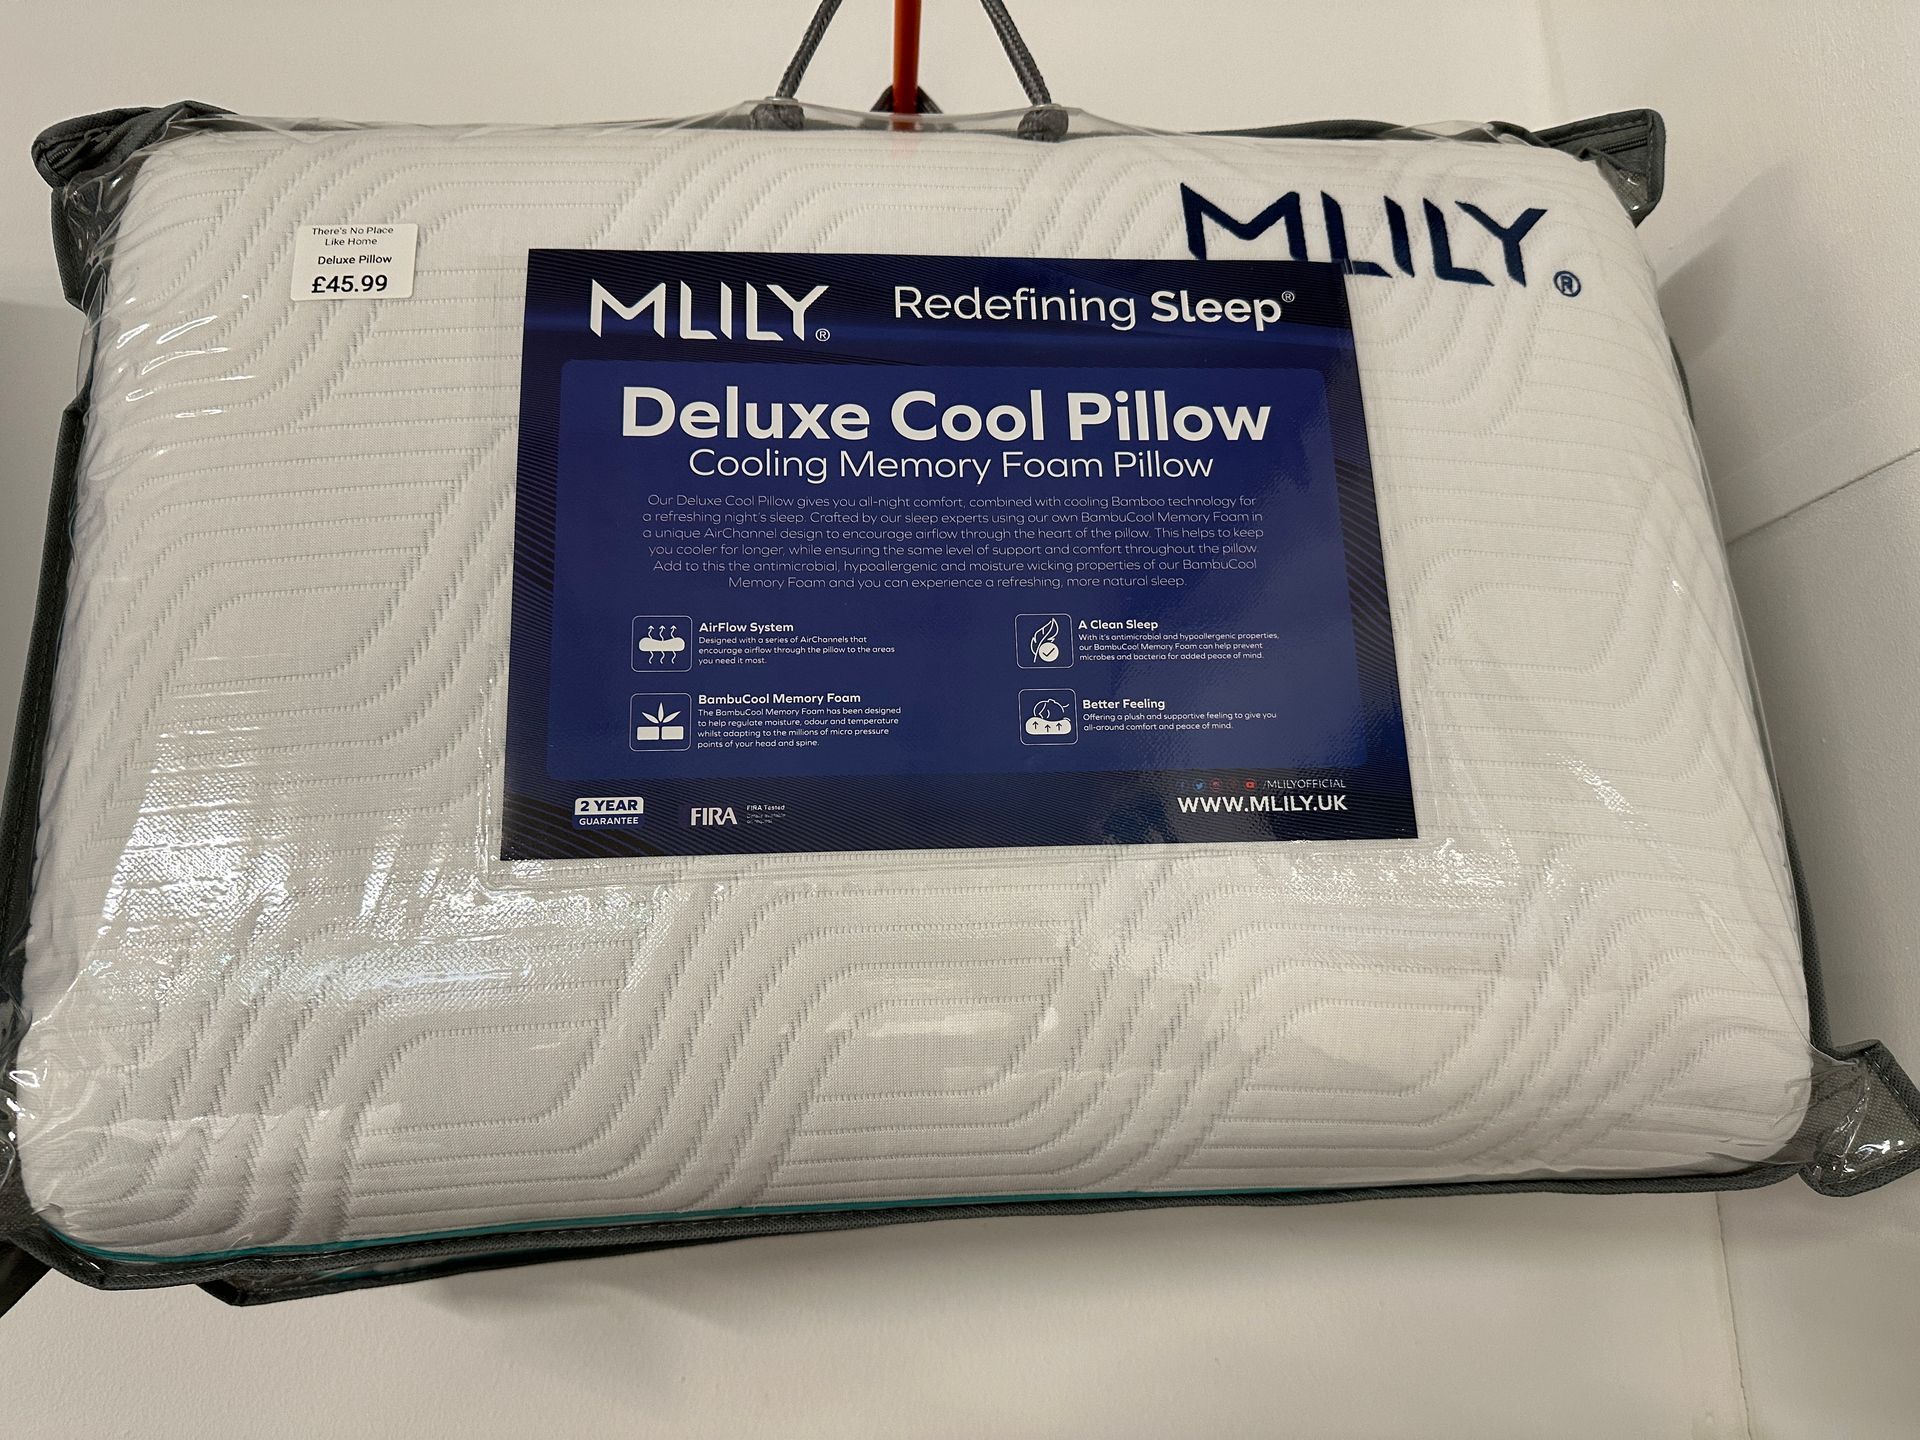 There's No Place
Like Home
Deluxe Pillow
£45.99
MLILY®
MLILY® Redefining Sleep®
Deluxe Cool Pillow
Cooling Memory Foam Pillow
Our Deluxe Cool Pillow gives you all-night comfort, combined with cooling Bamboo technology for
a refreshing night's sleep. Crafted by our sleep experts using our own BambuCool Memory Foam in
a unique AirChannel design to encourage airflow through the heart of the pillow. This helps to keep
you cooler for longer, while ensuring the same level of support and comfort throughout the pillow.
Add to this the antimicrobial, hypoallergenic and moisture wicking properties of our BambuCool
Memory Foam and you can experience a refreshing, more natural sleep.
AirFlow System
Designed with a series of AirChannels that
encourage airflow through the pillow to the areas
you need it most.
A Clean Sleep
With it's antimicrobial and hypoallergenic properties,
our BambuCool Memory Foam can help prevent
microbes and bacteria for added peace of mind.
BambuCool Memory Foam
The BambuCool Memory Foam has been designed
to help regulate moisture, odour and temperature
whilst adapting to the millions of micro pressure
points of your head and spine.
Better Feeling
Offering a plush and supportive feeling to give you
all-around comfort and peace of mind.
2 YEAR
GUARANTEE
FIRA
FIRA Tested
/MLILYOFFICIAL
WWW.MLILY.UK